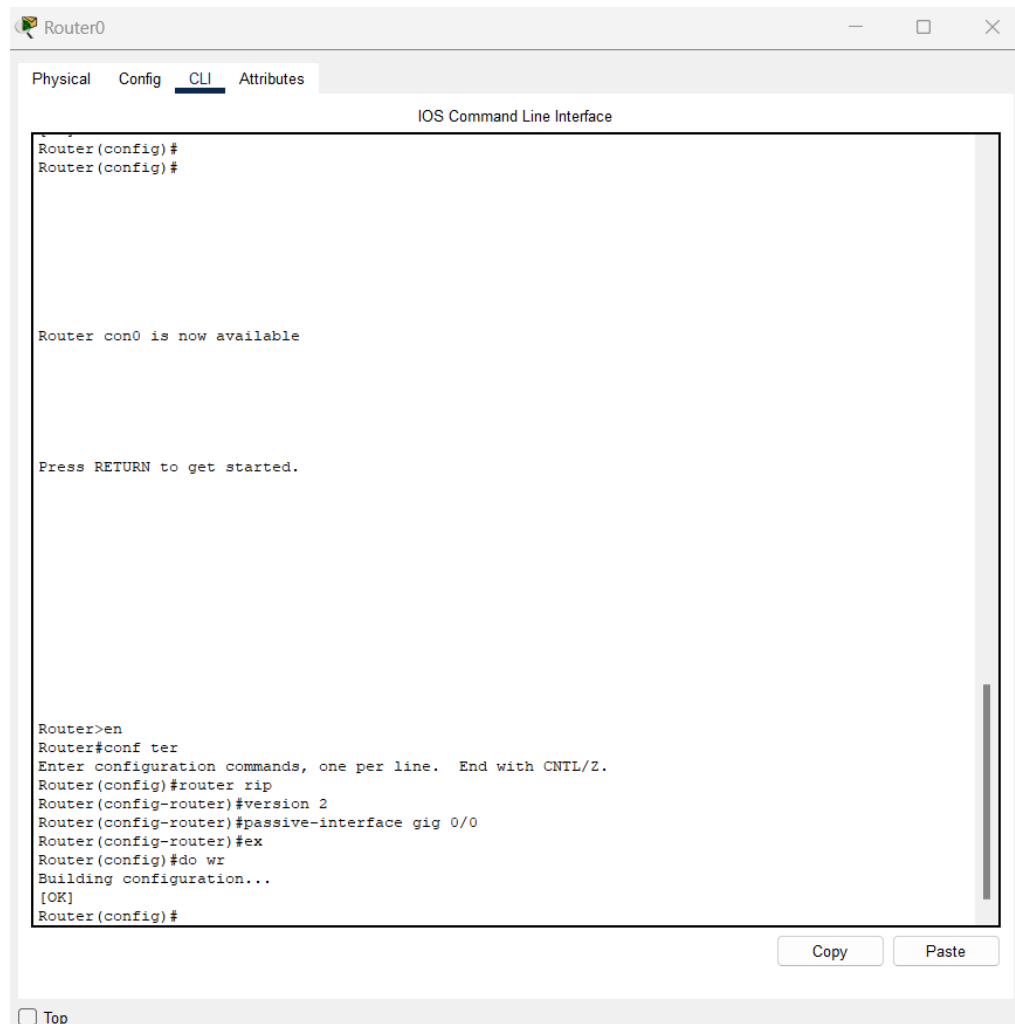 Router0
Physical Config CLI Attributes
IOS Command Line Interface
Router(config)#
Router(config)#
Router con0 is now available
Press RETURN to get started.
Router>en
Router#conf ter
Enter configuration commands, one per line.  End with CNTL/Z.
Router(config)#router rip
Router(config-router)#version 2
Router(config-router)#passive-interface gig 0/0
Router(config-router)#ex
Router(config)#do wr
Building configuration...
[OK]
Router(config)#
Copy Paste
Top